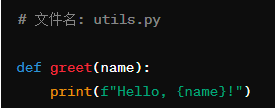 # 文件名: utils.py
def greet(name):
    print(f"Hello, {name}!")